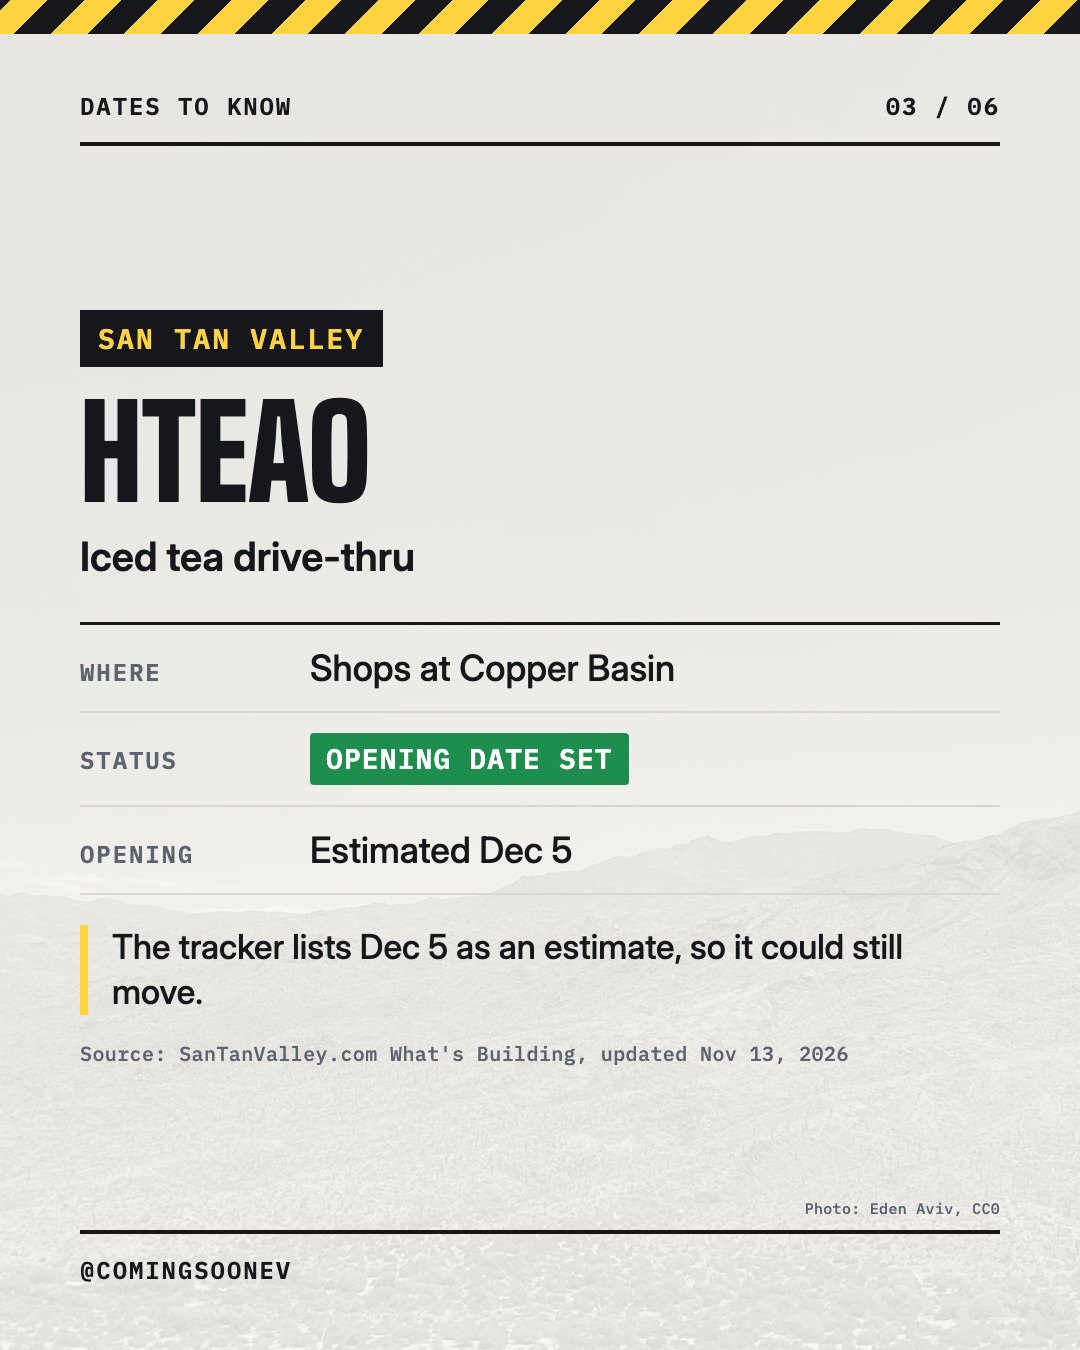 DATES TO KNOW
03 / 06
SAN TAN VALLEY
HTEAO
Iced tea drive-thru
WHERE
Shops at Copper Basin
STATUS
OPENING DATE SET
OPENING
Estimated Dec 5
The tracker lists Dec 5 as an estimate, so it could still
move.
Source: SanTanValley.com What's Building, updated Nov 13, 2026
Photo: Eden Aviv, CC0
@COMINGSOONEV